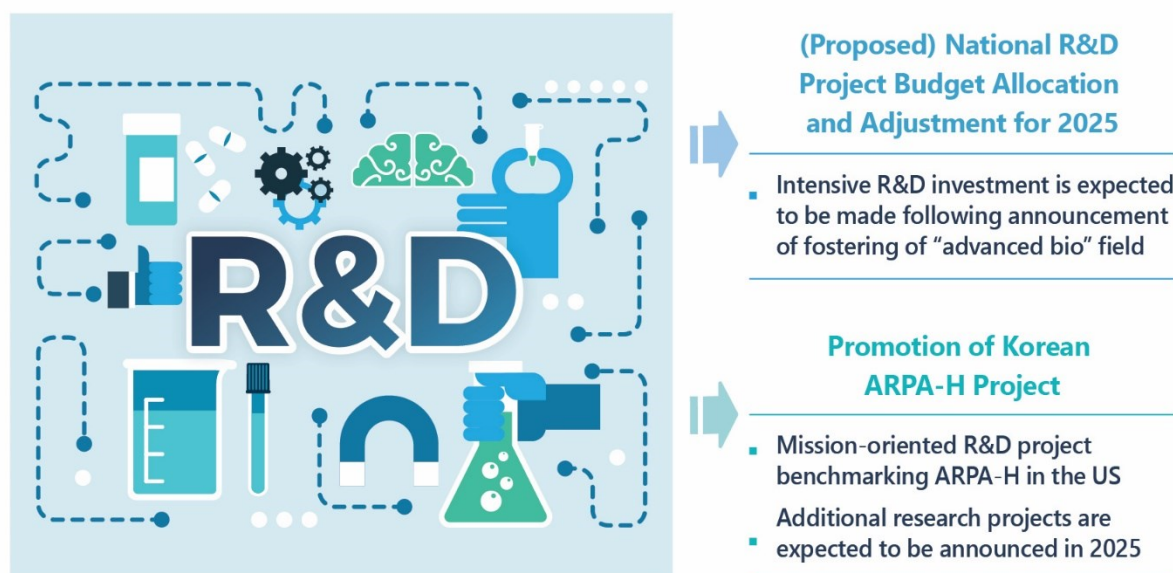 R&D
(Proposed) National R&D
Project Budget Allocation
and Adjustment for 2025
▪ Intensive R&D investment is expected
to be made following announcement
of fostering of “advanced bio” field
Promotion of Korean
ARPA-H Project
▪ Mission-oriented R&D project
benchmarking ARPA-H in the US
▪ Additional research projects are
expected to be announced in 2025